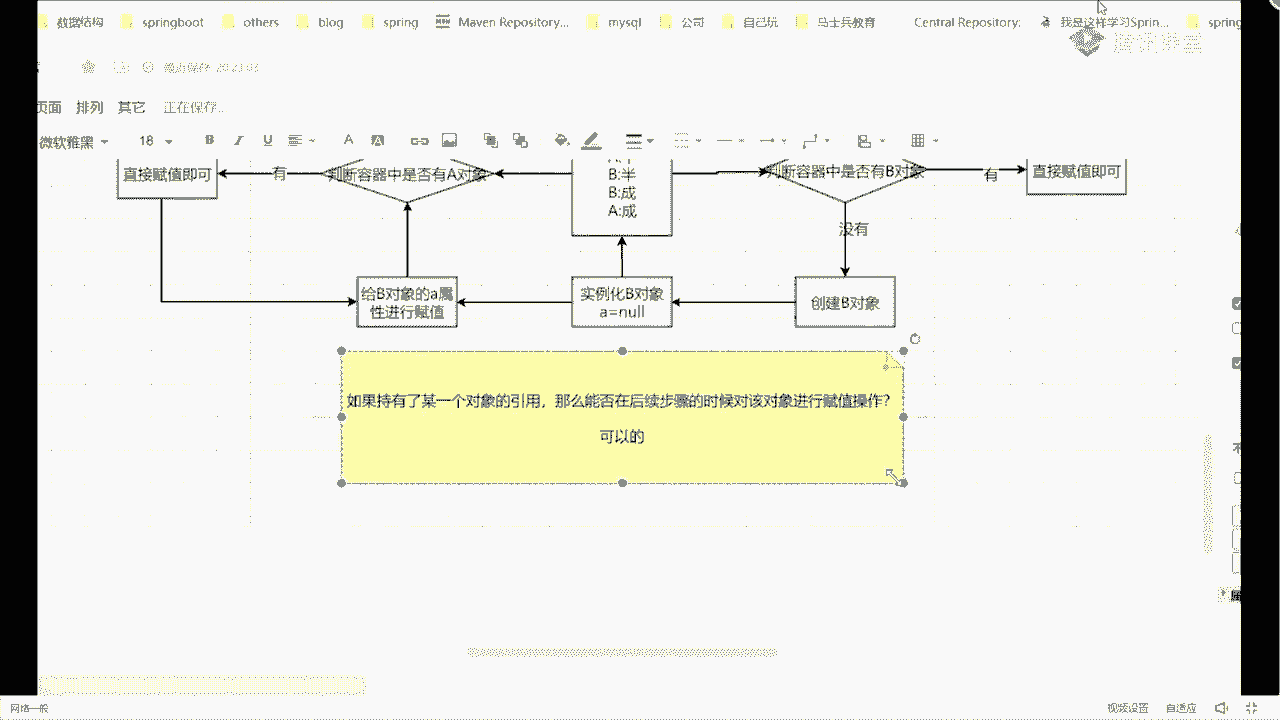 数据结构 springboot others blog spring Maven Repository... mysql 公司 自己玩 马士兵教育 Central Repository: 我是这样学习Sprin... spring
腾讯课堂
页面 排列 其它 正在保存..
微软雅黑 18 B I U A A
直接赋值即可
有
判断容器中是否有A对象
B:半
B:成
A:成
判断容器中是否有B对象
有
直接赋值即可
没有
给B对象的a属
性进行赋值
实例化B对象
a=null
创建B对象
如果持有了某一个对象的引用，那么能否在后续步骤的时候对该对象进行赋值操作？
可以的
网络一般 视频设置 自适应